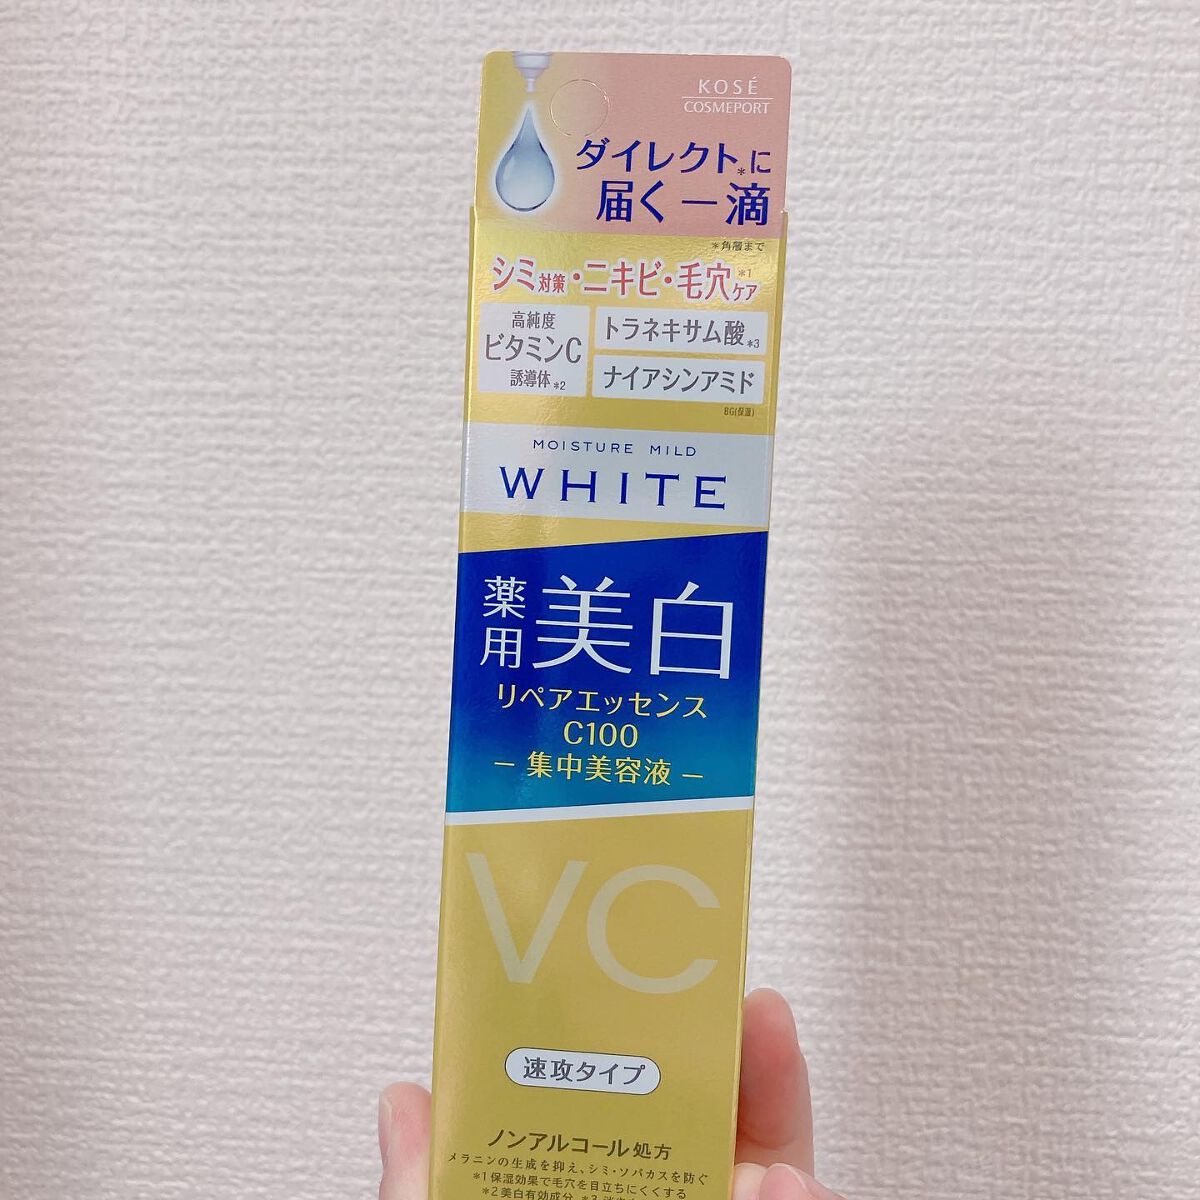 KOSÉ
COSMEPORT
ダイレクト*に
届く一滴
*角層まで
シミ対策・ニキビ・毛穴*1ケア
高純度
ビタミンC
誘導体*2
トラネキサム酸*3
ナイアシンアミド
BG(保湿)
MOISTURE MILD
WHITE
薬用
美白
リペアエッセンス
C100
－集中美容液－
VC
速攻タイプ
ノンアルコール処方
メラニンの生成を抑え、シミ・ソバカスを防ぐ
*1保湿効果で毛穴を目立ちにくくする
*2美白有効成分 *3